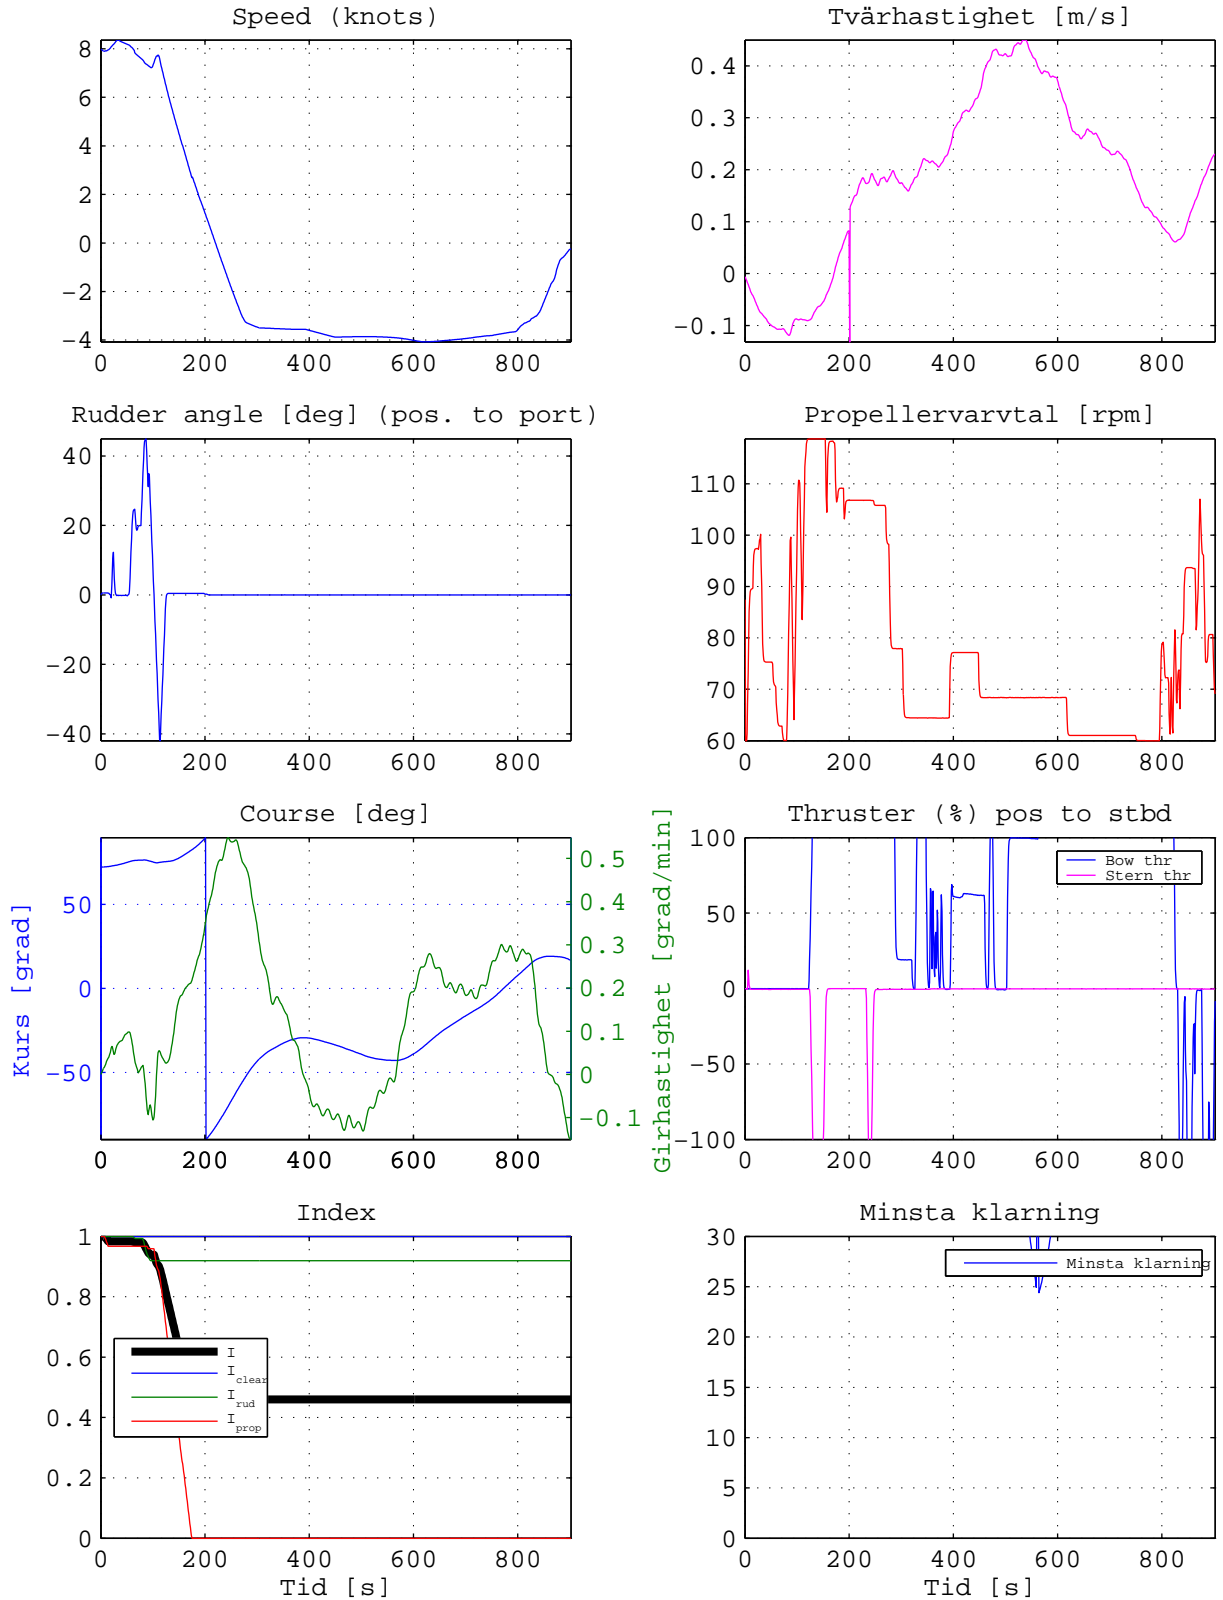 Speed (knots)
8
6
4
2
0
−2
−4
0 200 400 600 800
Tvärhastighet [m/s]
0.4
0.3
0.2
0.1
0
−0.1
0 200 400 600 800
Rudder angle [deg] (pos. to port)
40
20
0
−20
−40
0 200 400 600 800
Propellervarvtal [rpm]
110
100
90
80
70
60
0 200 400 600 800
Course [deg]
Kurs [grad]
50
0
−50
0 200 400 600 800
0.5
0.4
0.3
0.2
0.1
0
−0.1
Girhastighet [grad/min]
Thruster (%) pos to stbd
100
50
0
−50
−100
Bow thr
Stern thr
0 200 400 600 800
Index
1
0.8
0.6
0.4
0.2
0
I
I clear
I rud
I prop
0 200 400 600 800
Tid [s]
Minsta klarning
30
25
20
15
10
5
0
Minsta klarning
0 200 400 600 800
Tid [s]